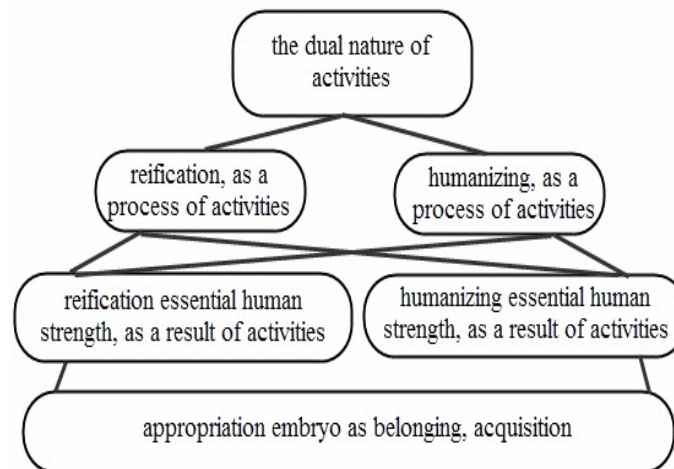 the dual nature of
activities
reification, as a
process of activities
humanizing, as a
process of activities
reification essential human
strength, as a result of activities
humanizing essential human
strength, as a result of activities
appropriation embryo as belonging, acquisition